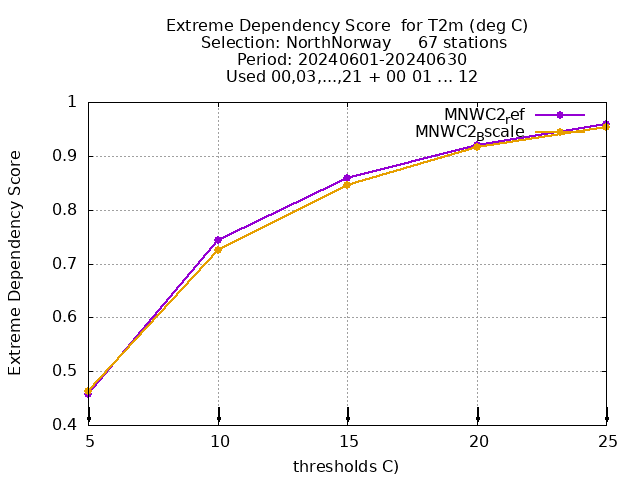 Extreme Dependency Score  for T2m (deg C)
Selection: NorthNorway     67 stations
Period: 20240601-20240630
Used 00,03,...,21 + 00 01 ... 12
MNWC2ref
MNWC2Bscale
Extreme Dependency Score
1
0.9
0.8
0.7
0.6
0.5
0.4
5 10 15 20 25
thresholds C)